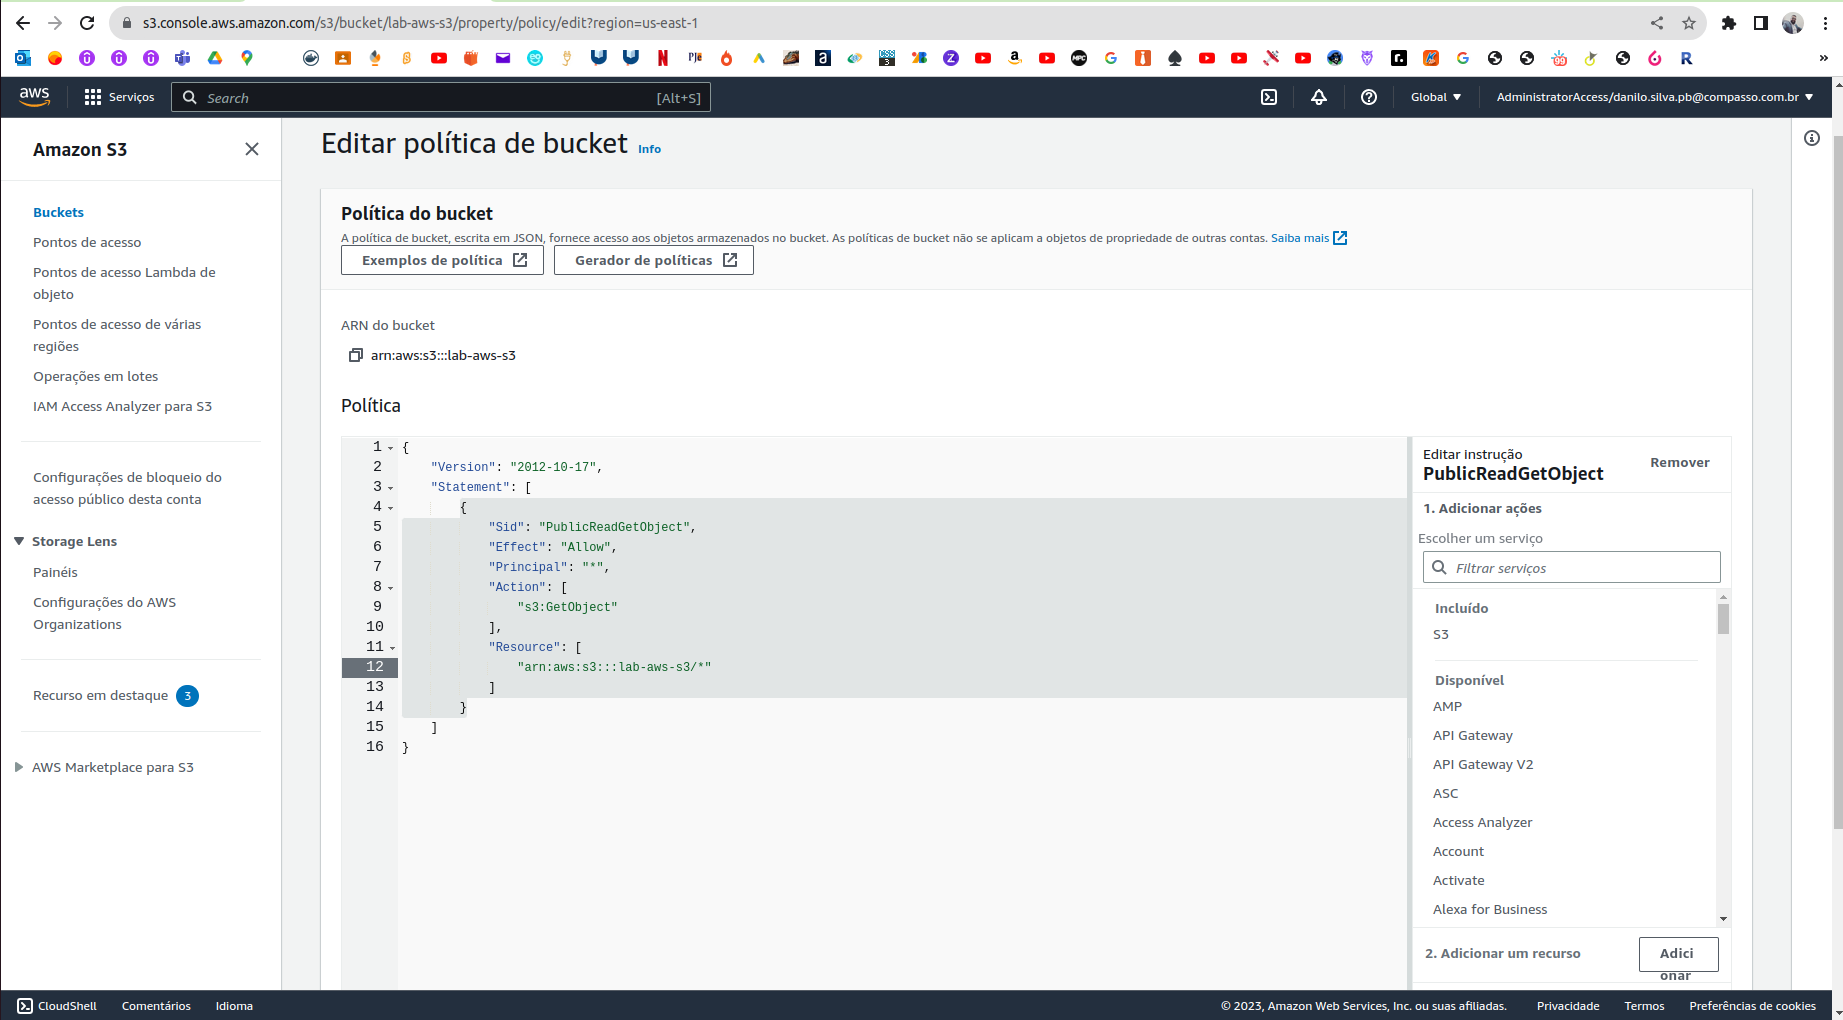 s3.console.aws.amazon.com/s3/bucket/lab-aws-s3/property/policy/edit?region=us-east-1
aws
Serviços
Search
[Alt+S]
Global
AdministratorAccess/danilo.silva.pb@compasso.com.br
Amazon S3
Buckets
Pontos de acesso
Pontos de acesso Lambda de
objeto
Pontos de acesso de várias
regiões
Operações em lotes
IAM Access Analyzer para S3
Configurações de bloqueio do
acesso público desta conta
Storage Lens
Painéis
Configurações do AWS
Organizations
Recurso em destaque 3
AWS Marketplace para S3
Editar política de bucket Info
Política do bucket
A política de bucket, escrita em JSON, fornece acesso aos objetos armazenados no bucket. As políticas de bucket não se aplicam a objetos de propriedade de outras contas. Saiba mais
Exemplos de política
Gerador de políticas
ARN do bucket
arn:aws:s3:::lab-aws-s3
Política
1 {
2 "Version": "2012-10-17",
3 "Statement": [
4 {
5 "Sid": "PublicReadGetObject",
6 "Effect": "Allow",
7 "Principal": "*",
8 "Action": [
9 "s3:GetObject"
10 ],
11 "Resource": [
12 "arn:aws:s3:::lab-aws-s3/*"
13 ]
14 }
15 ]
16 }
Editar instrução
PublicReadGetObject
Remover
1. Adicionar ações
Escolher um serviço
Filtrar serviços
Incluído
S3
Disponível
AMP
API Gateway
API Gateway V2
ASC
Access Analyzer
Account
Activate
Alexa for Business
2. Adicionar um recurso
Adici
onar
CloudShell
Comentários
Idioma
© 2023, Amazon Web Services, Inc. ou suas afiliadas.
Privacidade
Termos
Preferências de cookies